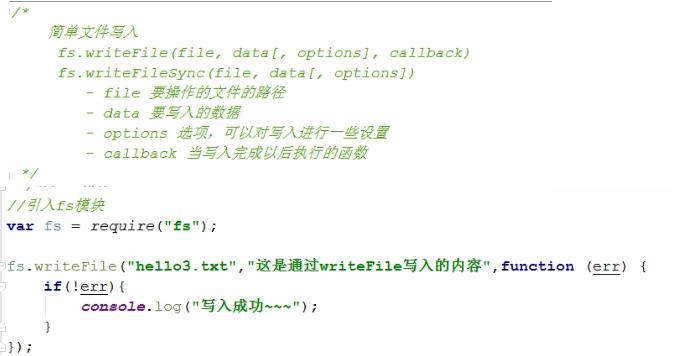 /*
简单文件写入
fs.writeFile(file, data[, options], callback)
fs.writeFileSync(file, data[, options])
- file 要操作的文件的路径
- data 要写入的数据
- options 选项，可以对写入进行一些设置
- callback 当写入完成以后执行的函数
*/
//引入fs模块
var fs = require("fs");
fs.writeFile("hello3.txt","这是通过writeFile写入的内容",function (err) {
if(!err){
console.log("写入成功~~~");
}
});